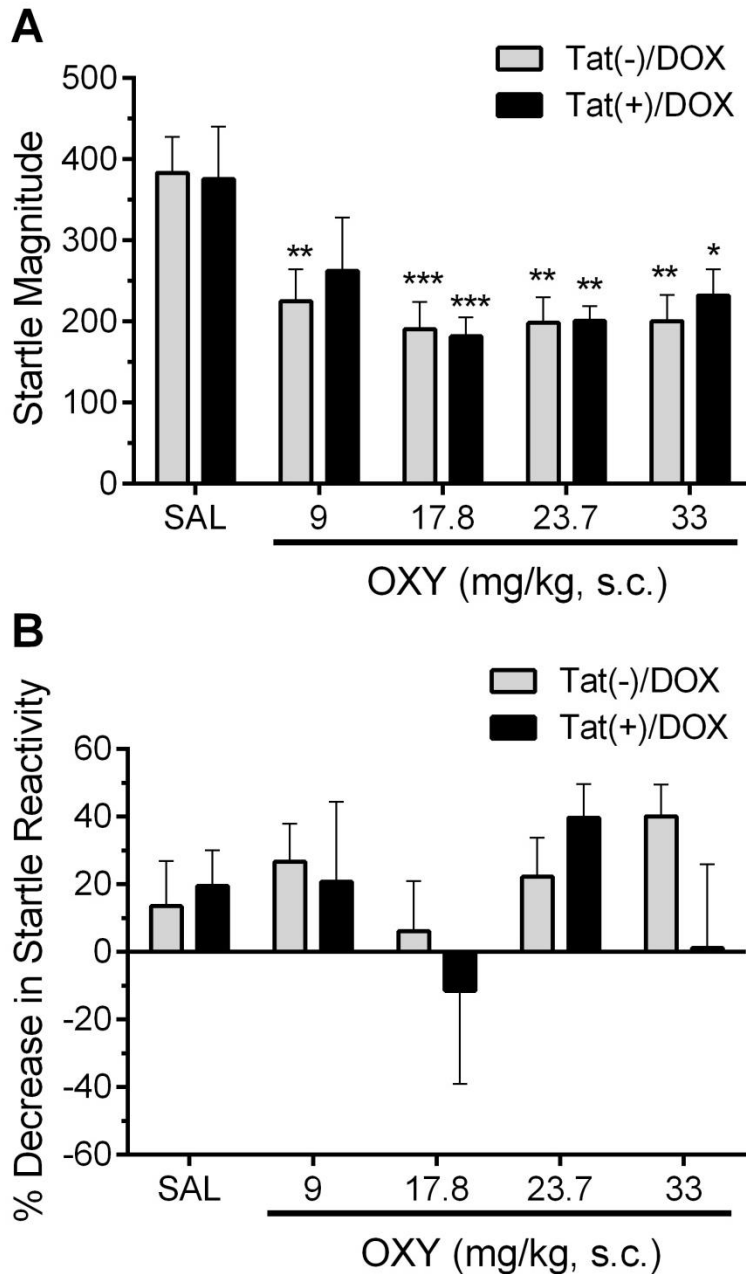 A
Tat(-)/DOX
Tat(+)/DOX
Startle Magnitude
500
400
300
200
100
0
**
***
***
**
**
**
*
SAL 9 17.8 23.7 33
OXY (mg/kg, s.c.)
B
Tat(-)/DOX
Tat(+)/DOX
% Decrease in Startle Reactivity
60
40
20
0
-20
-40
-60
SAL 9 17.8 23.7 33
OXY (mg/kg, s.c.)